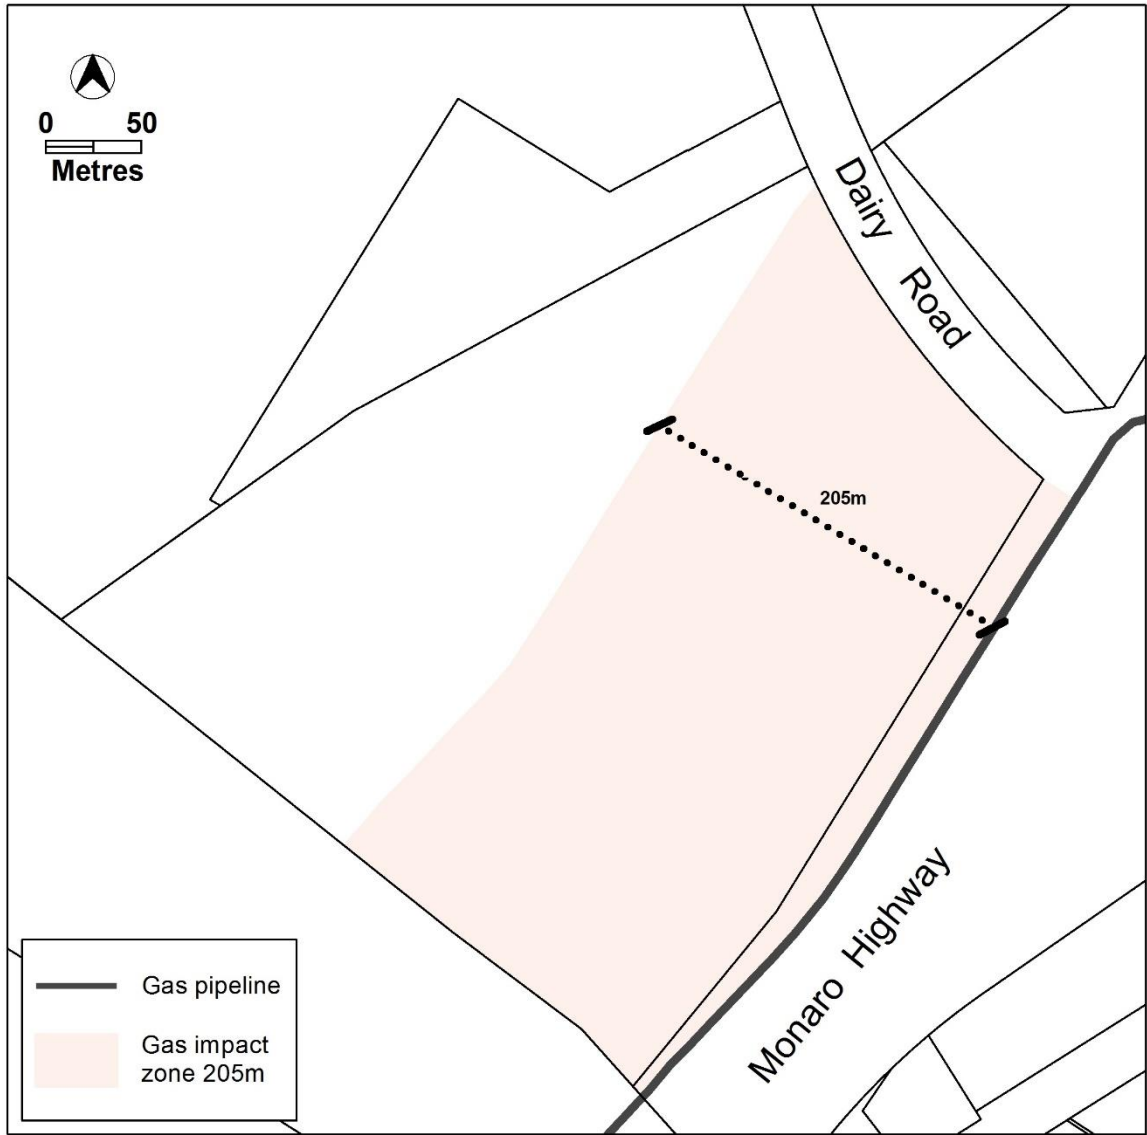 0 50
Metres
Dairy Road
205m
Monaro Highway
Gas pipeline
Gas impact
zone 205m